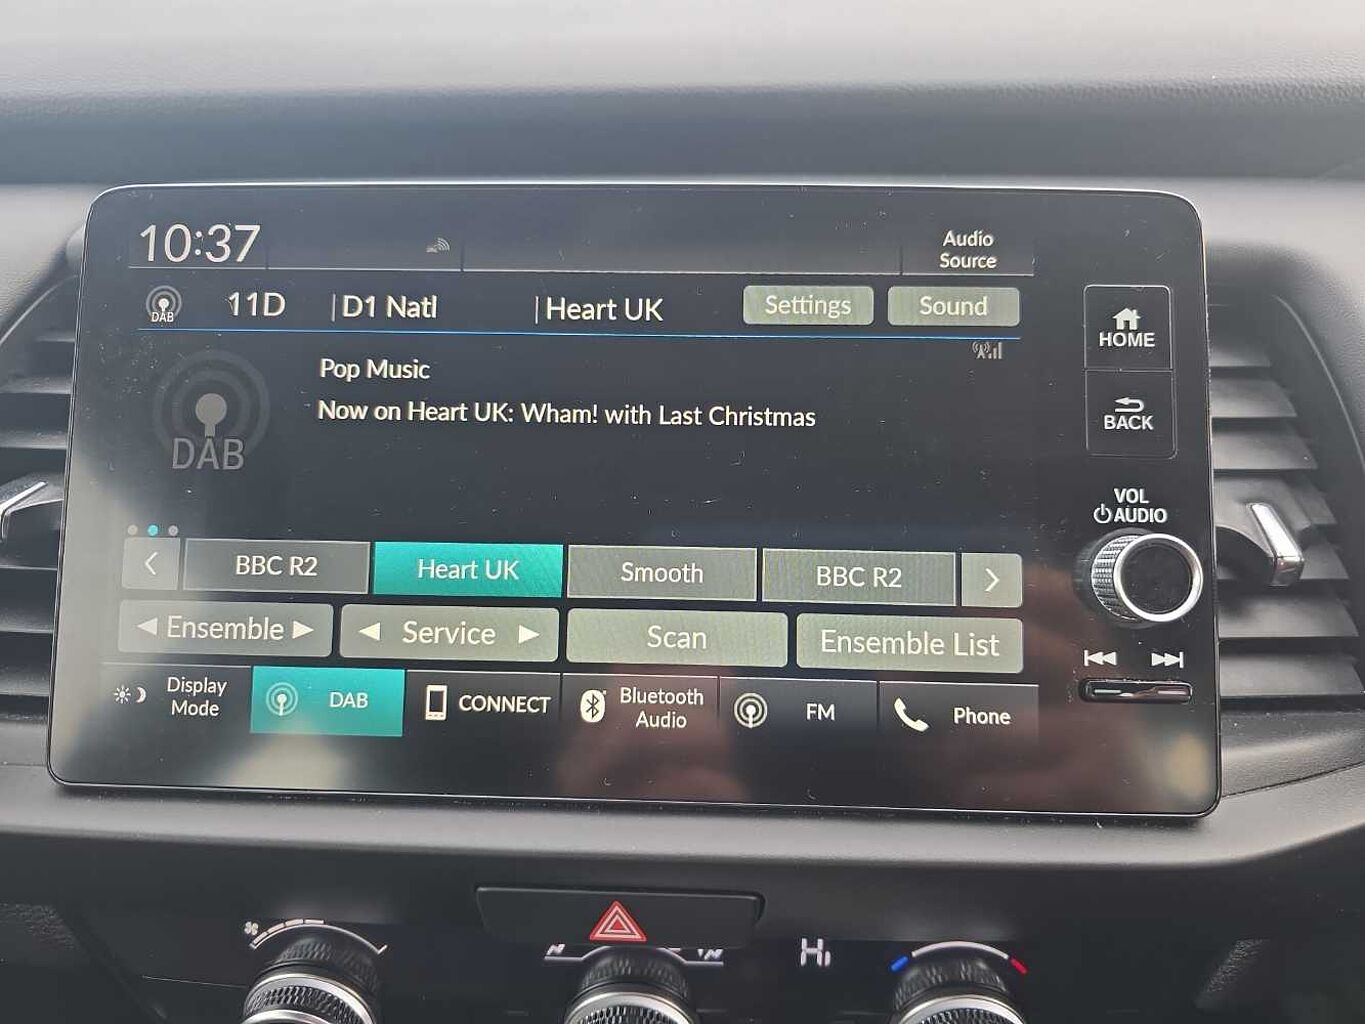 10:37
Audio
Source
DAB
11D
D1 Natl
Heart UK
Settings
Sound
HOME
Pop Music
Now on Heart UK: Wham! with Last Christmas
BACK
DAB
VOL
AUDIO
BBC R2
Heart UK
Smooth
BBC R2
Ensemble
Service
Scan
Ensemble List
Display
Mode
DAB
CONNECT
Bluetooth
Audio
FM
Phone
Hi